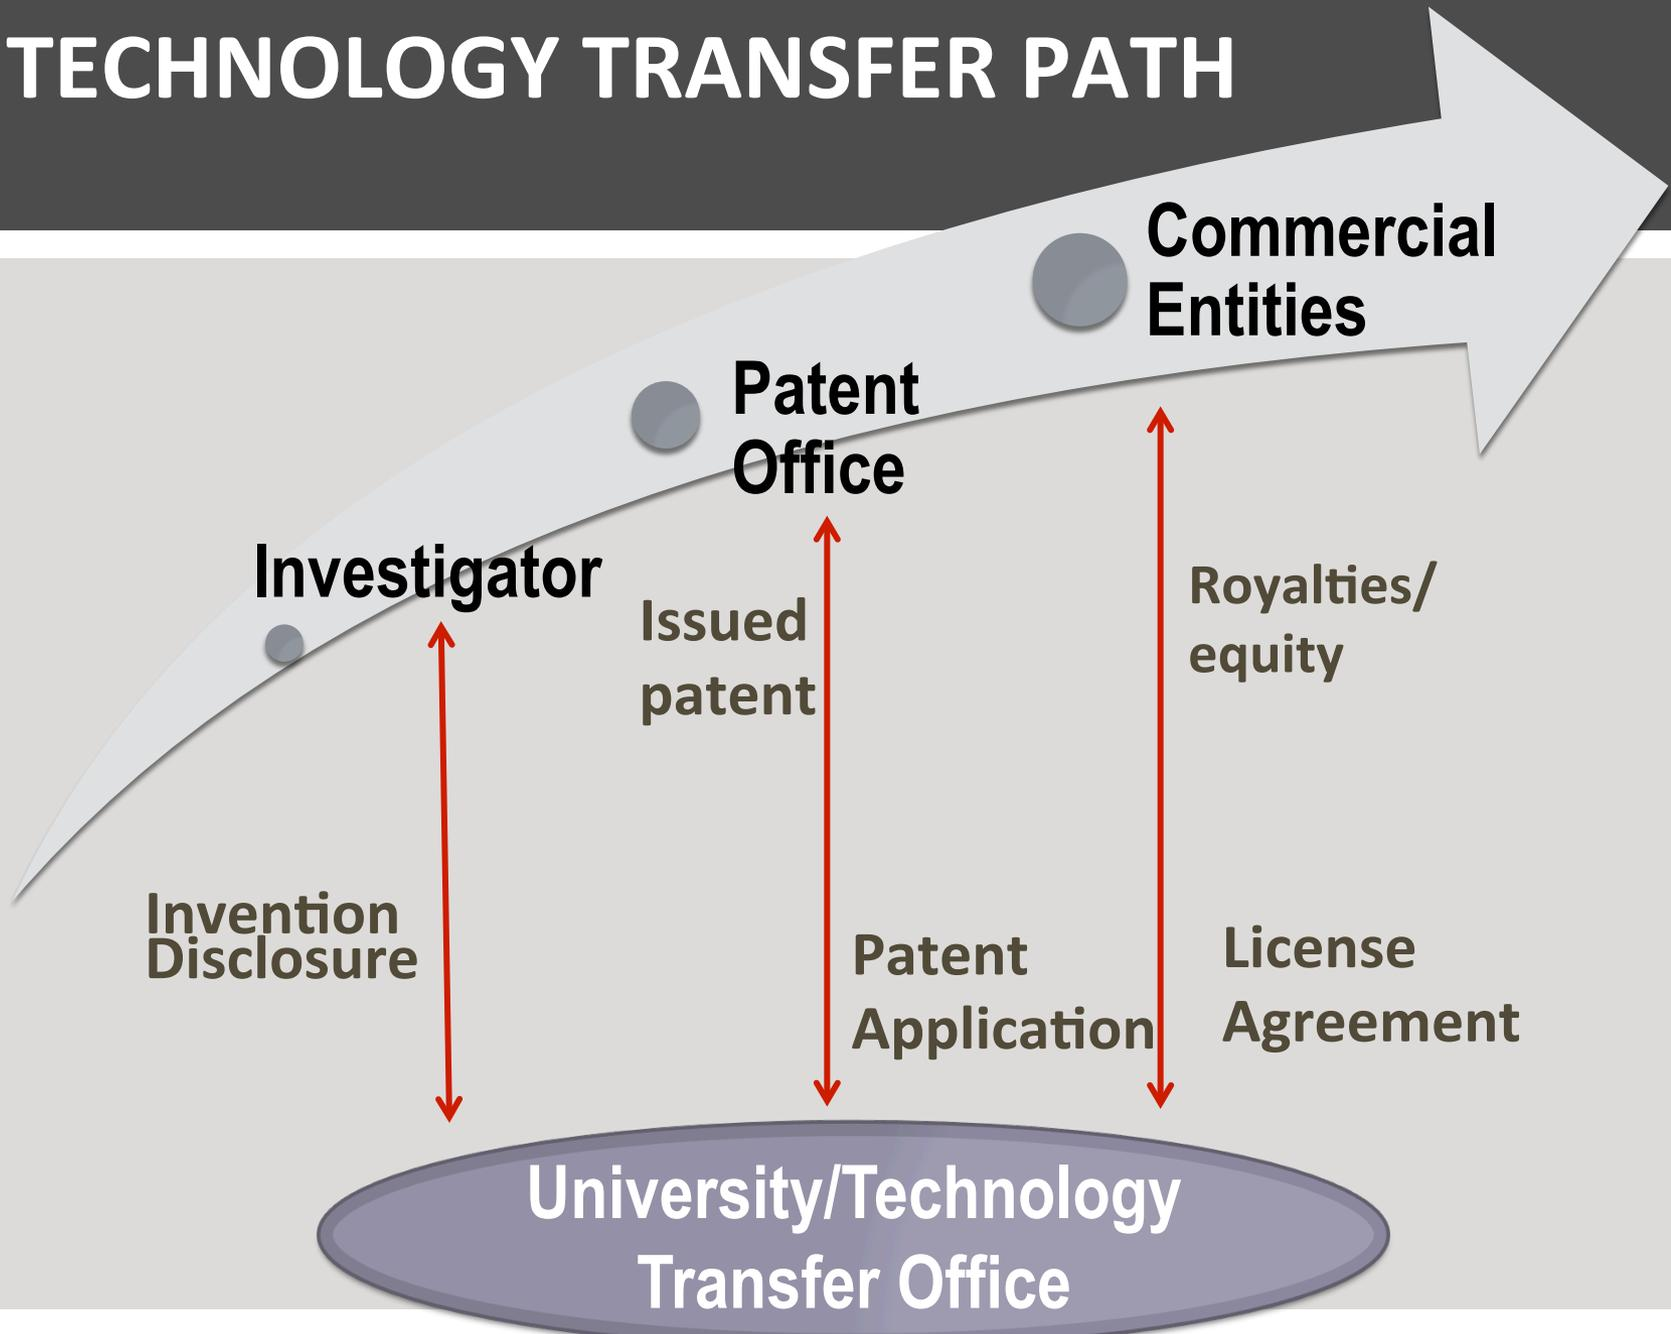 TECHNOLOGY TRANSFER PATH
Commercial
Entities
Patent
Office
Investigator
Issued
patent
Royalties/
equity
Invention
Disclosure
Patent
Application
License
Agreement
University/Technology
Transfer Office